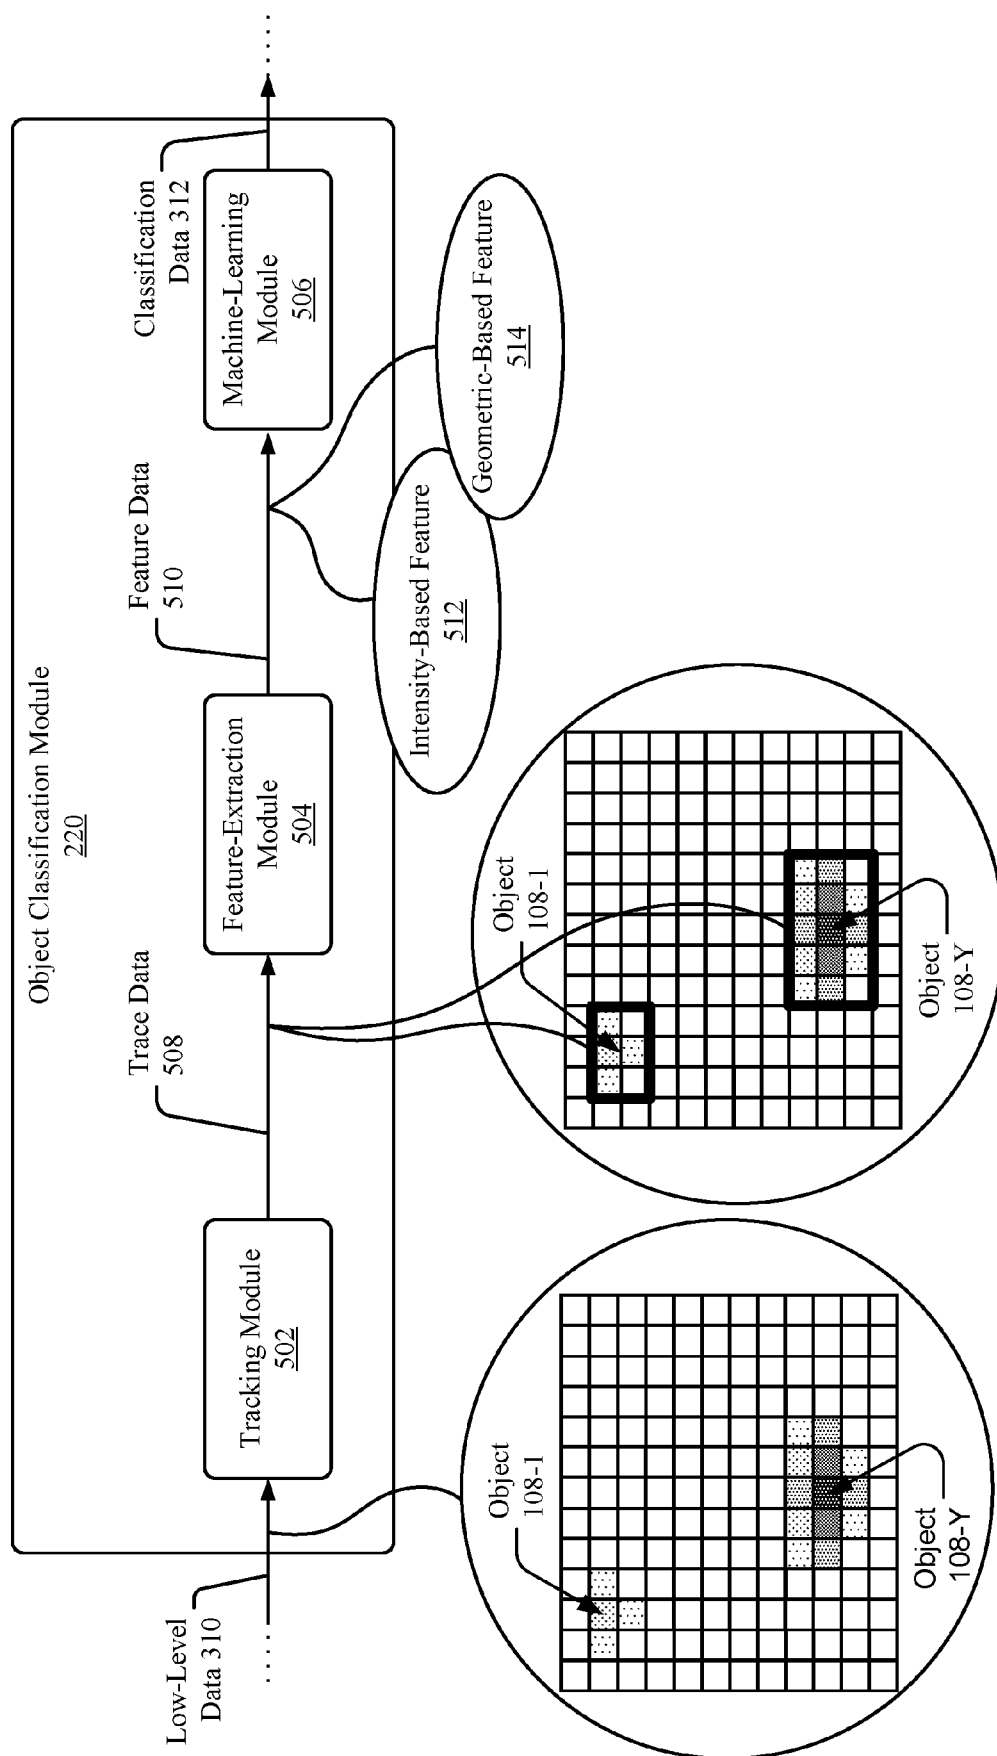 Object Classification Module
220
Low-Level
Data 310
Tracking Module
502
Trace Data
508
Feature-Extraction
Module
504
Feature Data
510
Machine-Learning
Module
506
Classification
Data 312
Intensity-Based Feature
512
Geometric-Based Feature
514
Object
108-1
Object
108-Y
Object
108-1
Object
108-Y